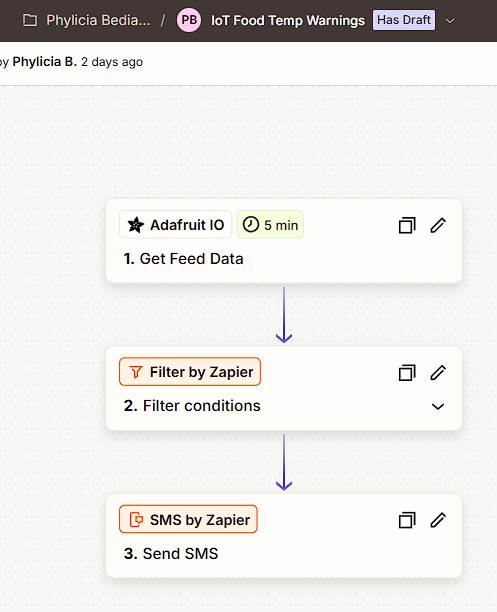 Phylicia Bedia... / PB IoT Food Temp Warnings Has Draft
by Phylicia B. 2 days ago
Adafruit IO 5 min
1. Get Feed Data
Filter by Zapier
2. Filter conditions
SMS by Zapier
3. Send SMS